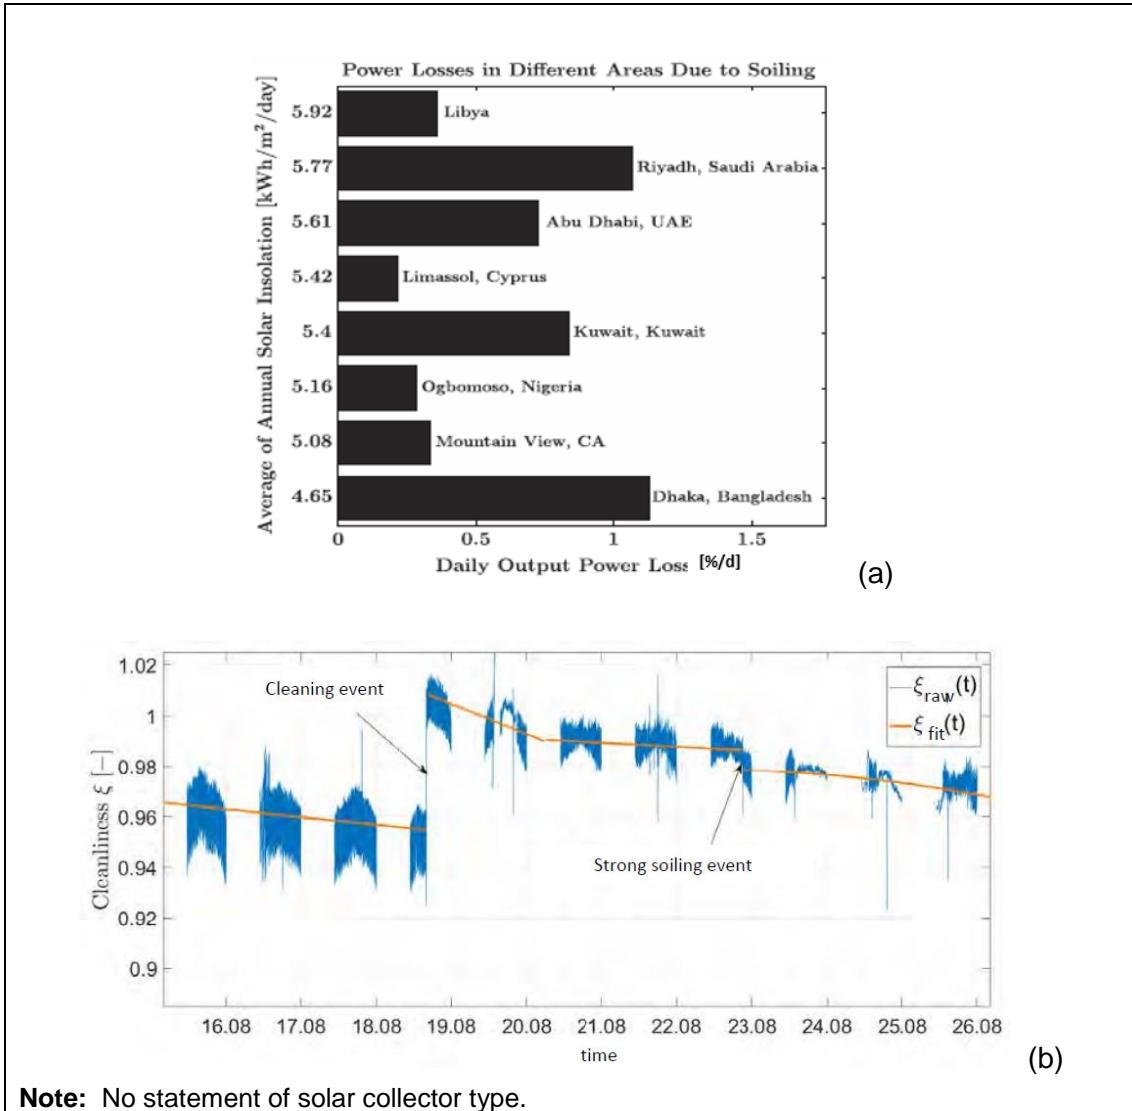 Power Losses in Different Areas Due to Soiling
Average of Annual Solar Insolation [kWh/m²/day]
5.92
Libya
5.77
Riyadh, Saudi Arabia
5.61
Abu Dhabi, UAE
5.42
Limassol, Cyprus
5.4
Kuwait, Kuwait
5.16
Ogbomoso, Nigeria
5.08
Mountain View, CA
4.65
Dhaka, Bangladesh
0 0.5 1 1.5
Daily Output Power Loss [%/d]
(a)
Cleanliness ξ [–]
1.02
1
0.98
0.96
0.94
0.92
0.9
Cleaning event
Strong soiling event
ξraw(t)
ξfit(t)
16.08 17.08 18.08 19.08 20.08 21.08 22.08 23.08 24.08 25.08 26.08
time
(b)
Note: No statement of solar collector type.